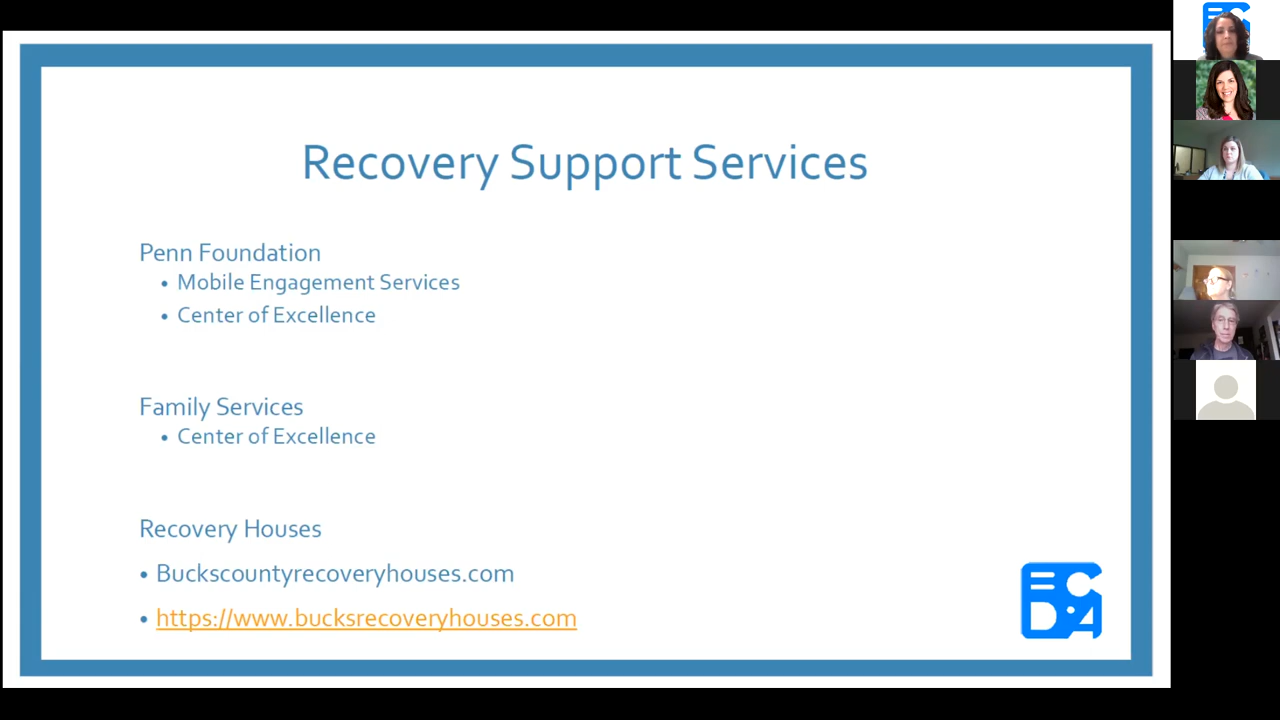 Recovery Support Services
Penn Foundation
• Mobile Engagement Services
• Center of Excellence
Family Services
• Center of Excellence
Recovery Houses
• Buckscountyrecoveryhouses.com
• https://www.bucksrecoveryhouses.com